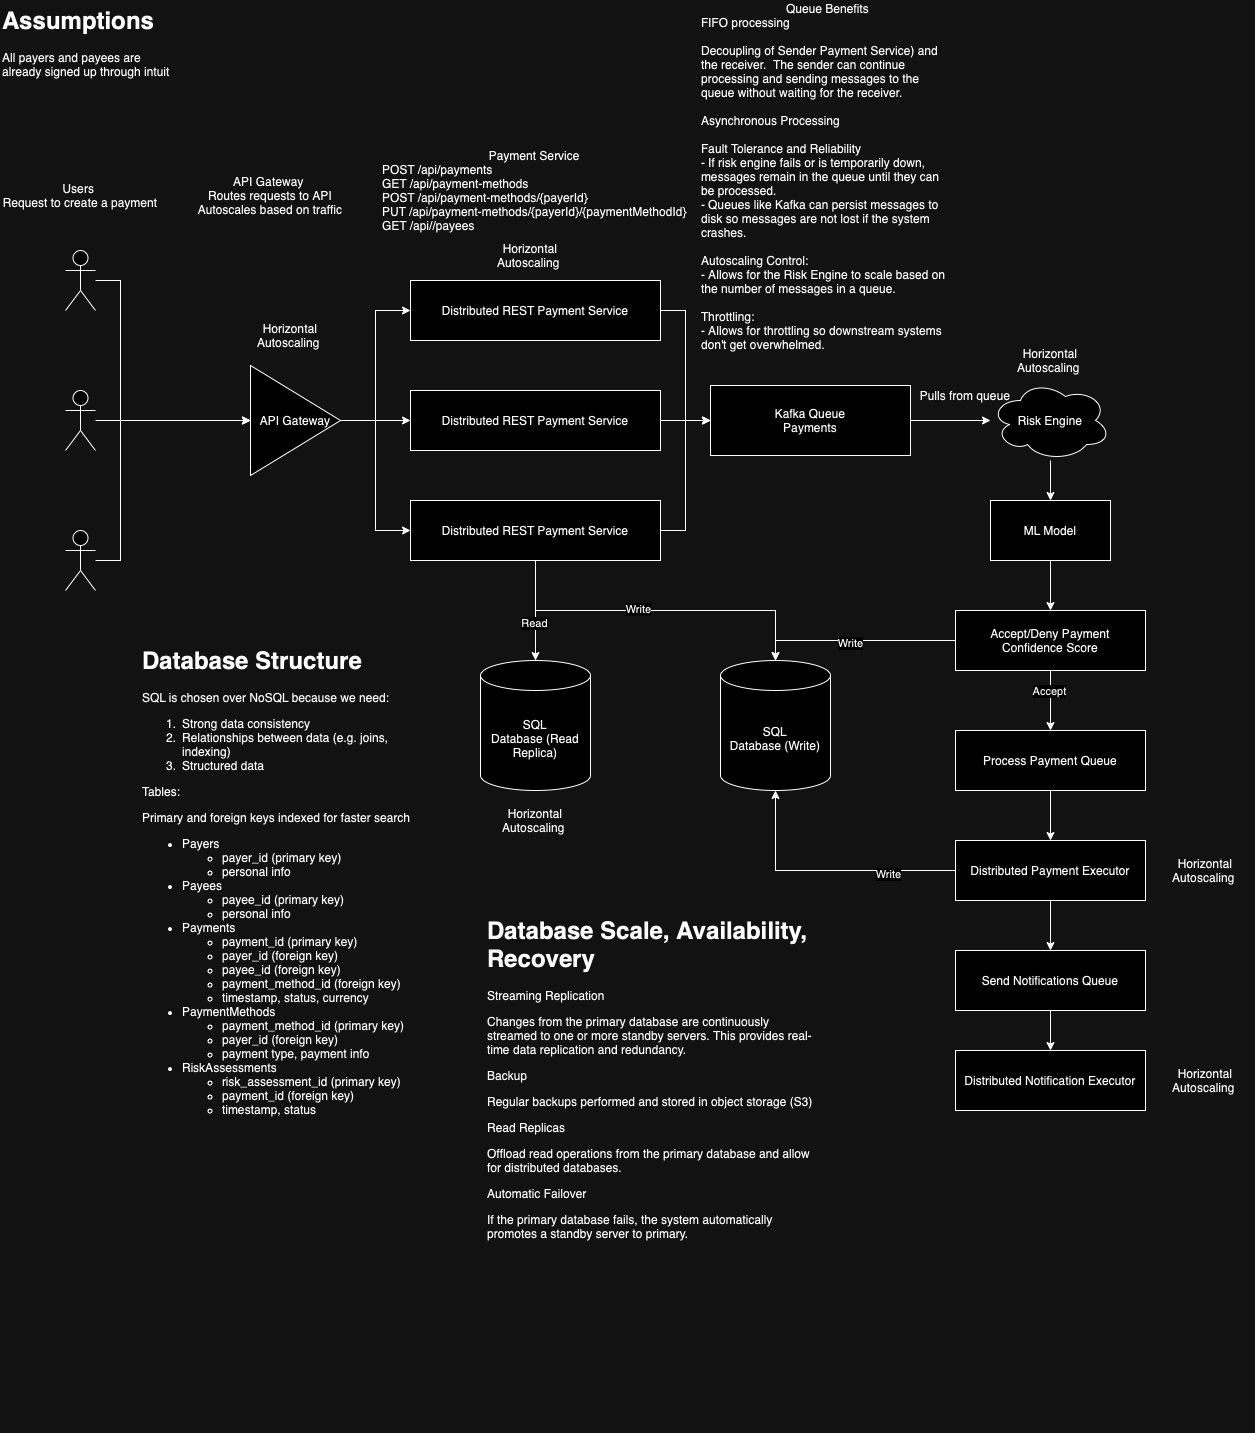 Assumptions
All payers and payees are
already signed up through intuit
Queue Benefits
FIFO processing
Decoupling of Sender Payment Service) and
the receiver.  The sender can continue
processing and sending messages to the
queue without waiting for the receiver.
Asynchronous Processing
Fault Tolerance and Reliability
- If risk engine fails or is temporarily down,
messages remain in the queue until they can
be processed.
- Queues like Kafka can persist messages to
disk so messages are not lost if the system
crashes.
Autoscaling Control:
- Allows for the Risk Engine to scale based on
the number of messages in a queue.
Throttling:
- Allows for throttling so downstream systems
don't get overwhelmed.
Users
Request to create a payment
API Gateway
Routes requests to API
Autoscales based on traffic
Payment Service
POST /api/payments
GET /api/payment-methods
POST /api/payment-methods/{payerId}
PUT /api/payment-methods/{payerId}/{paymentMethodId}
GET /api//payees
Horizontal
Autoscaling
Distributed REST Payment Service
Horizontal
Autoscaling
API Gateway
Distributed REST Payment Service
Distributed REST Payment Service
Kafka Queue
Payments
Pulls from queue
Horizontal
Autoscaling
Risk Engine
ML Model
Accept/Deny Payment
Confidence Score
Write
Write
Read
Accept
SQL
Database (Read
Replica)
Horizontal
Autoscaling
SQL
Database (Write)
Process Payment Queue
Distributed Payment Executor
Horizontal
Autoscaling
Write
Send Notifications Queue
Distributed Notification Executor
Horizontal
Autoscaling
Database Structure
SQL is chosen over NoSQL because we need:
1. Strong data consistency
2. Relationships between data (e.g. joins,
indexing)
3. Structured data
Tables:
Primary and foreign keys indexed for faster search
• Payers
◦ payer_id (primary key)
◦ personal info
• Payees
◦ payee_id (primary key)
◦ personal info
• Payments
◦ payment_id (primary key)
◦ payer_id (foreign key)
◦ payee_id (foreign key)
◦ payment_method_id (foreign key)
◦ timestamp, status, currency
• PaymentMethods
◦ payment_method_id (primary key)
◦ payer_id (foreign key)
◦ payment type, payment info
• RiskAssessments
◦ risk_assessment_id (primary key)
◦ payment_id (foreign key)
◦ timestamp, status
Database Scale, Availability,
Recovery
Streaming Replication
Changes from the primary database are continuously
streamed to one or more standby servers. This provides real-
time data replication and redundancy.
Backup
Regular backups performed and stored in object storage (S3)
Read Replicas
Offload read operations from the primary database and allow
for distributed databases.
Automatic Failover
If the primary database fails, the system automatically
promotes a standby server to primary.